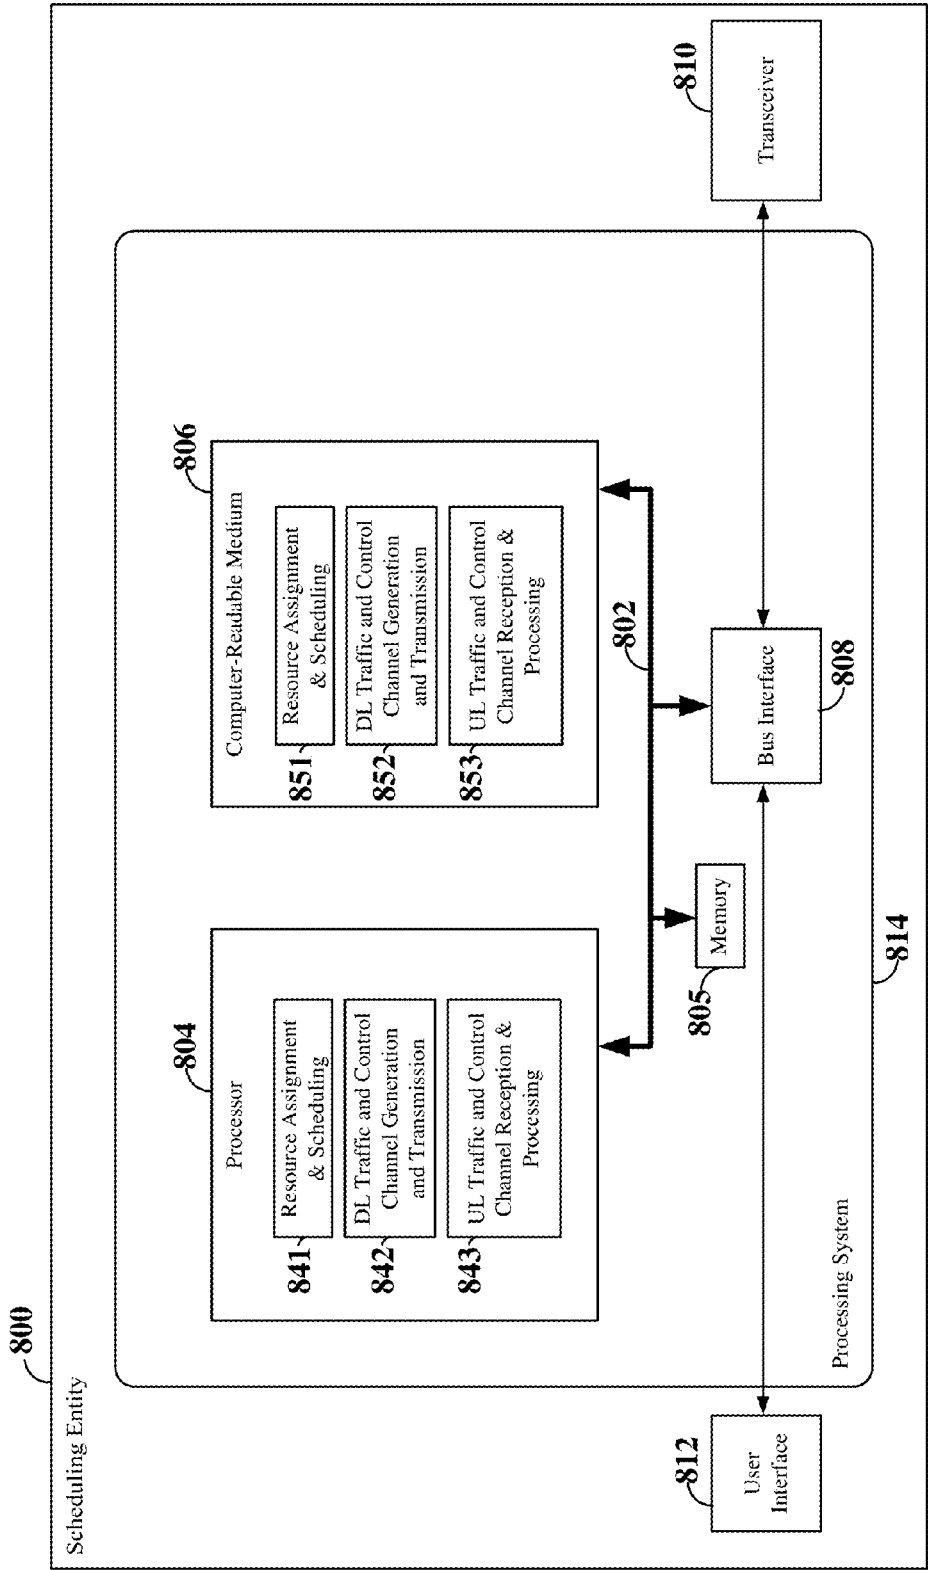 800
Scheduling Entity
804
Processor
841
Resource Assignment
& Scheduling
842
DL Traffic and Control
Channel Generation
and Transmission
843
UL Traffic and Control
Channel Reception &
Processing
806
Computer-Readable Medium
851
Resource Assignment
& Scheduling
852
DL Traffic and Control
Channel Generation
and Transmission
853
UL Traffic and Control
Channel Reception &
Processing
802
805
Memory
812
User
Interface
Bus Interface
808
810
Transceiver
Processing System
814